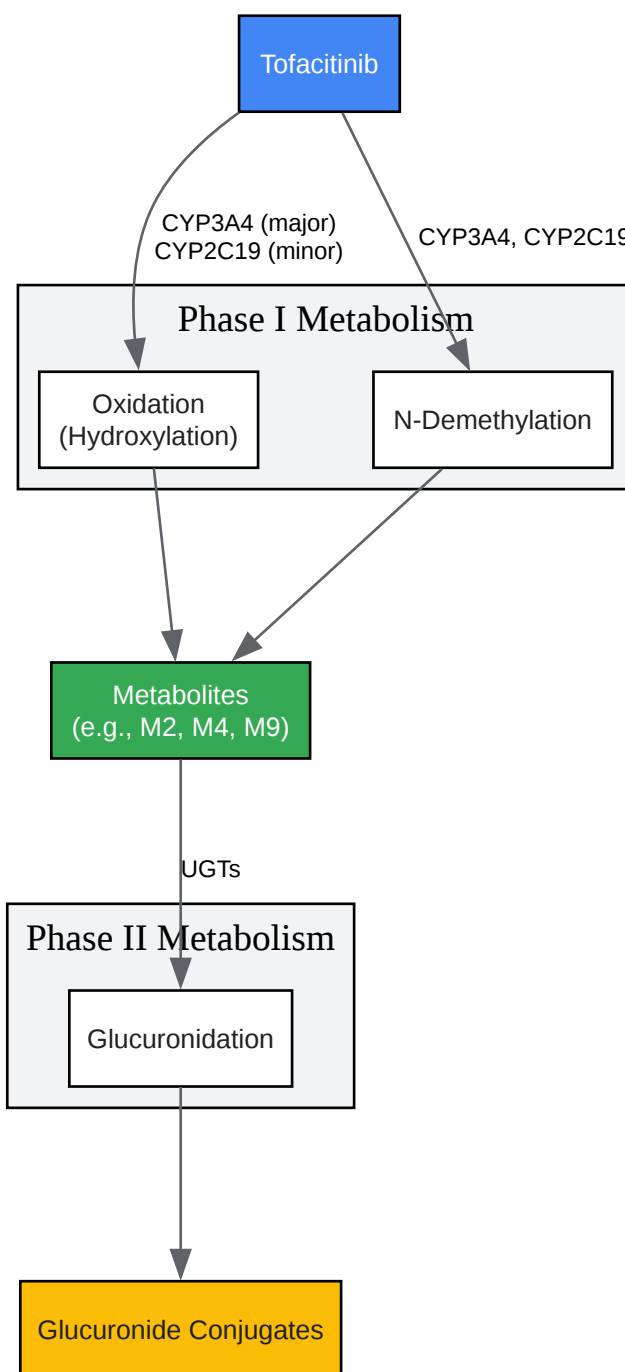 Tofacitinib
CYP3A4 (major)
CYP2C19 (minor)
CYP3A4, CYP2C19
Phase I Metabolism
Oxidation
(Hydroxylation)
N-Demethylation
Metabolites
(e.g., M2, M4, M9)
UGTs
Phase II Metabolism
Glucuronidation
Glucuronide Conjugates